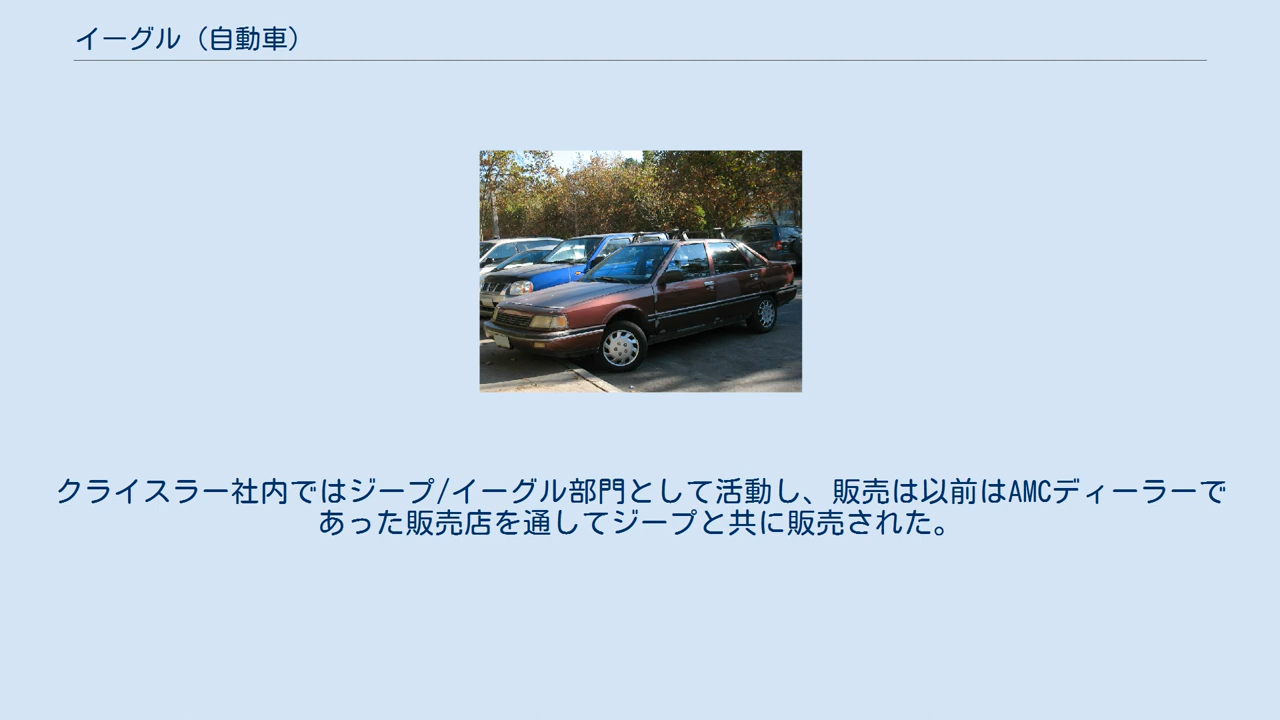 イーグル（自動車）
クライスラー社内ではジープ/イーグル部門として活動し、販売は以前はAMCディーラーで
あった販売店を通してジープと共に販売された。